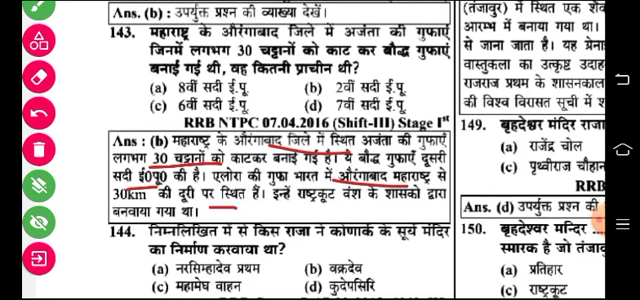 Ans. (b) : उपर्युक्त प्रश्न की व्याख्या देखें।
143. महाराष्ट्र के औरंगाबाद जिले में अजंता की गुफाएं
जिनमें लगभग 30 चट्टानों को काट कर बौद्ध गुफाएं
बनाई गई थी, वह कितनी प्राचीन थी?
(a) 8वीं सदी ई.पू. (b) 2वीं सदी ई.पू.
(c) 6वीं सदी ई.पू. (d) 7वीं सदी ई.पू.
RRB NTPC 07.04.2016 (Shift-III) Stage Ist
Ans : (b) महाराष्ट्र के औरंगाबाद जिले में स्थित अजंता की गुफाएँ
लगभग 30 चट्टानों को काटकर बनाई गई है। ये बौद्ध गुफाएँ दूसरी
सदी ई0पू0 की है। एलोरा की गुफा भारत में औरंगाबाद महाराष्ट्र से
30km की दूरी पर स्थित हैं। इन्हें राष्ट्रकूट वंश के शासकों द्वारा
बनवाया गया था।
144. निम्नलिखित में से किस राजा ने कोणार्क के सूर्य मंदिर
का निर्माण करवाया था?
(a) नरसिम्हादेव प्रथम (b) वक्रदेव
(c) महामेघ वाहन (d) कुदेपसिरि
(तंजावुर) में स्थित एक शैव
आरम्भ में बनाया गया था।
से जाना जाता है। यह ग्रेना
वास्तुकला का उत्कृष्ट उदाह
राजराज प्रथम के शासनकाल
की विश्व विरासत सूची में श
149. बृहदेश्वर मंदिर राजा
(a) राजेंद्र चोल
(c) पृथ्वीराज चौहान
RRB
Ans. (d) उपर्युक्त प्रश्न की
150. बृहदेश्वर मन्दिर
स्मारक है जो तंजाव
(a) प्रतिहार
(c) राष्ट्रकूट